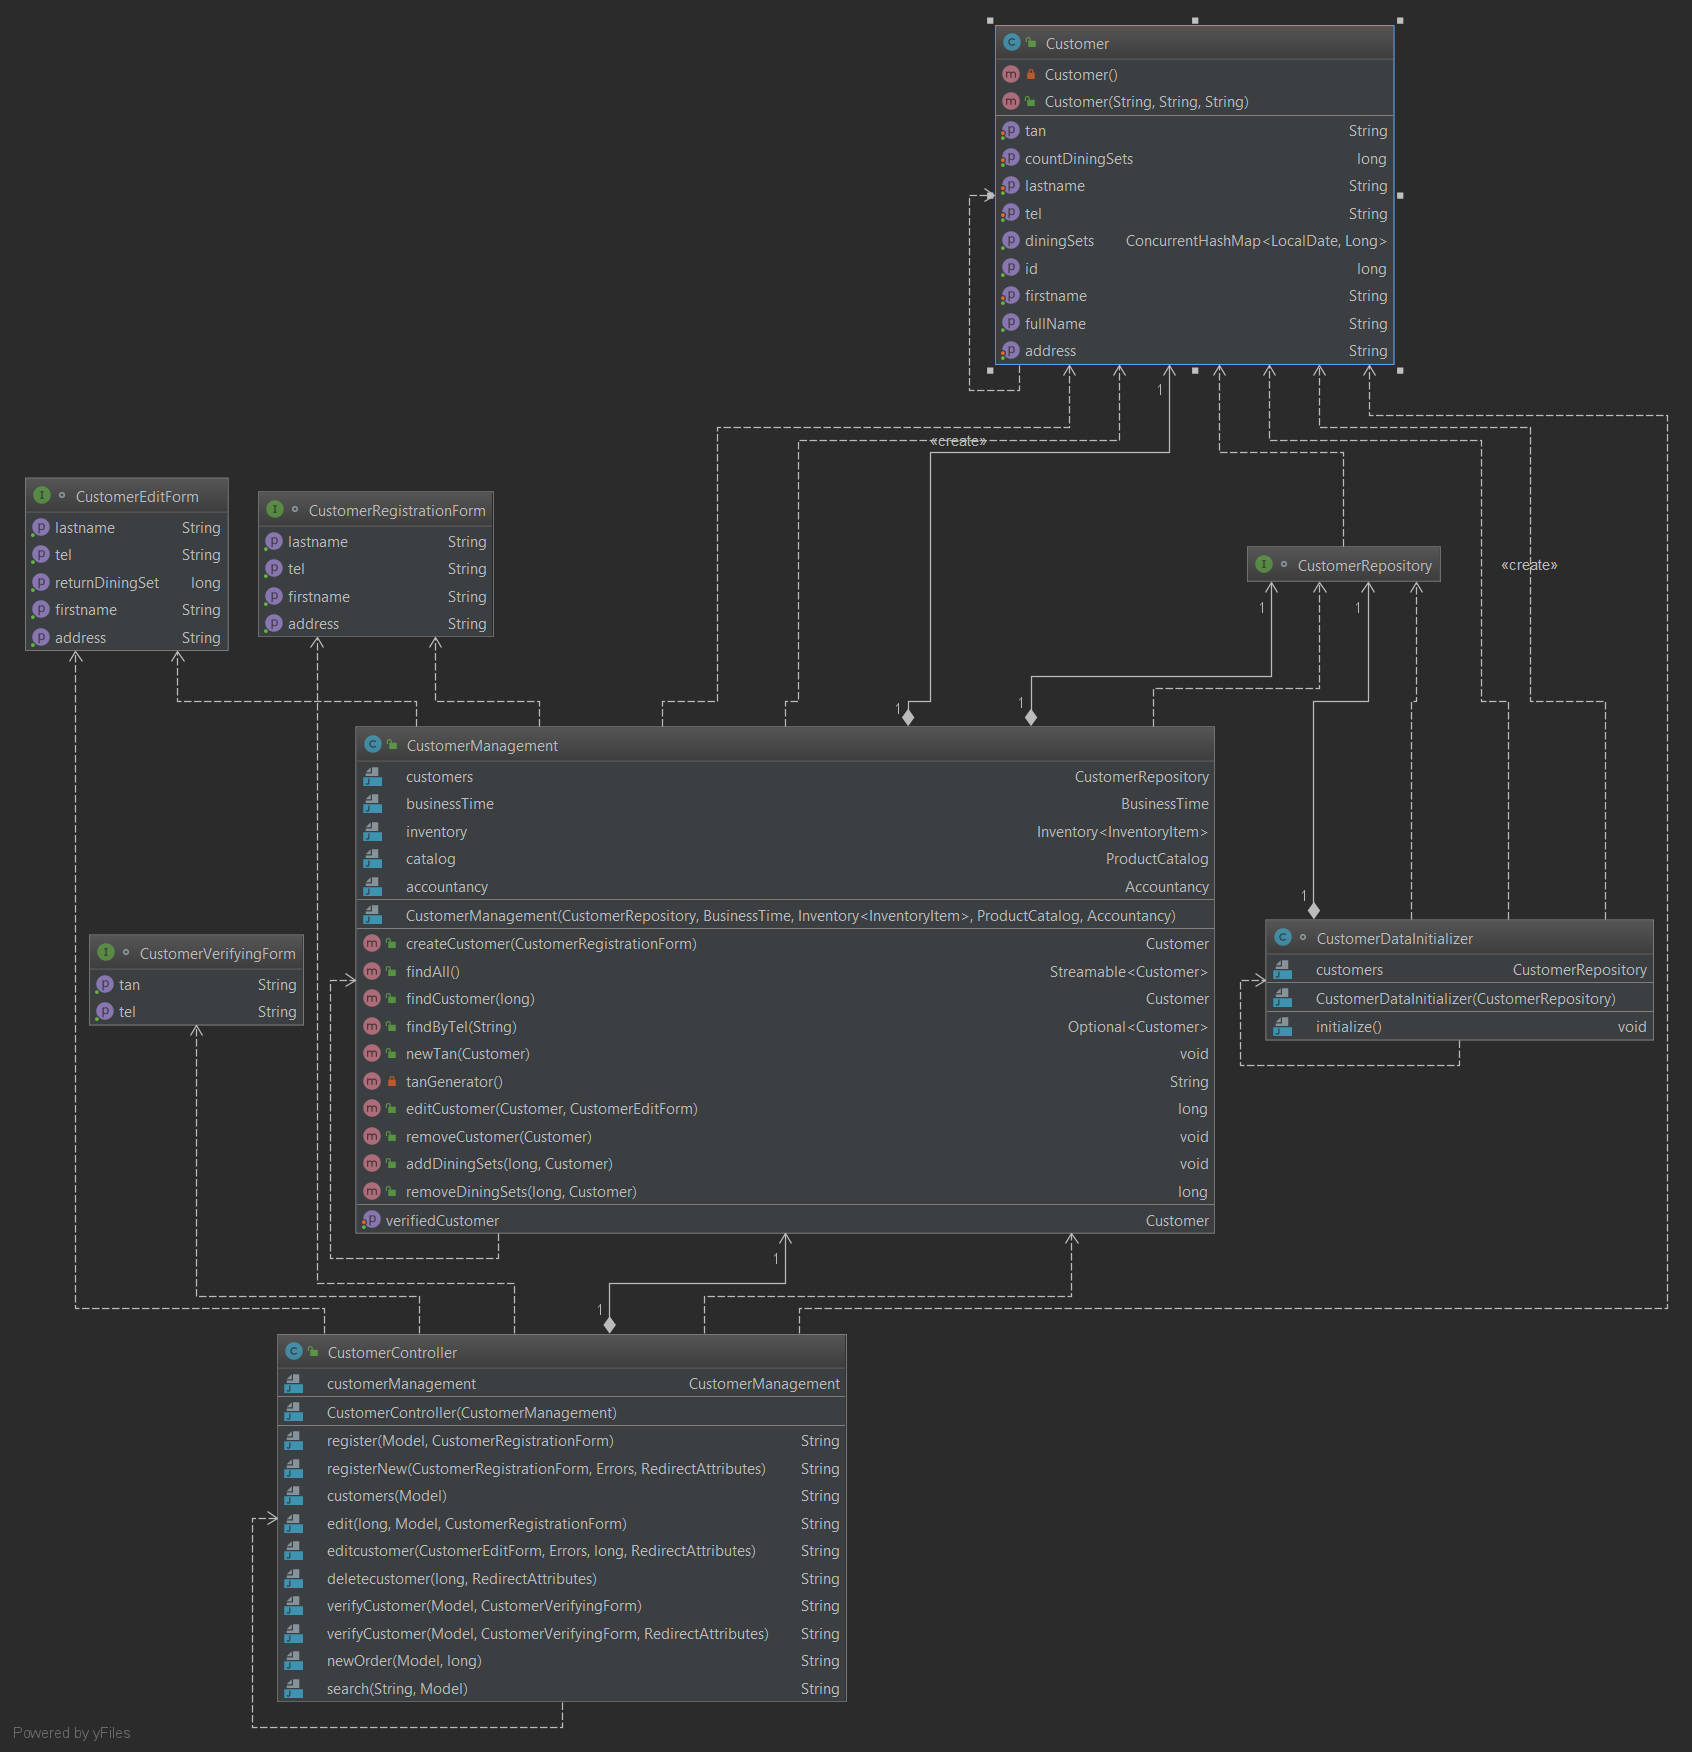 Customer
Customer()
Customer(String, String, String)
tan String
countDiningSets long
lastname String
tel String
diningSets ConcurrentHashMap<LocalDate, Long>
id long
firstname String
fullName String
address String
1
«create»
CustomerEditForm
lastname String
tel String
returnDiningSet long
firstname String
address String
CustomerRegistrationForm
lastname String
tel String
firstname String
address String
CustomerRepository
«create»
1
1
1
1
CustomerManagement
customers CustomerRepository
businessTime BusinessTime
inventory Inventory<InventoryItem>
catalog ProductCatalog
accountancy Accountancy
CustomerManagement(CustomerRepository, BusinessTime, Inventory<InventoryItem>, ProductCatalog, Accountancy)
createCustomer(CustomerRegistrationForm) Customer
findAll() Streamable<Customer>
findCustomer(long) Customer
findByTel(String) Optional<Customer>
newTan(Customer) void
tanGenerator() String
editCustomer(Customer, CustomerEditForm) long
removeCustomer(Customer) void
addDiningSets(long, Customer) void
removeDiningSets(long, Customer) long
verifiedCustomer Customer
1
CustomerDataInitializer
customers CustomerRepository
CustomerDataInitializer(CustomerRepository)
initialize() void
CustomerVerifyingForm
tan String
tel String
1
1
CustomerController
customerManagement CustomerManagement
CustomerController(CustomerManagement)
register(Model, CustomerRegistrationForm) String
registerNew(CustomerRegistrationForm, Errors, RedirectAttributes) String
customers(Model) String
edit(long, Model, CustomerRegistrationForm) String
editcustomer(CustomerEditForm, Errors, long, RedirectAttributes) String
deletecustomer(long, RedirectAttributes) String
verifyCustomer(Model, CustomerVerifyingForm) String
verifyCustomer(Model, CustomerVerifyingForm, RedirectAttributes) String
newOrder(Model, long) String
search(String, Model) String
Powered by yFiles